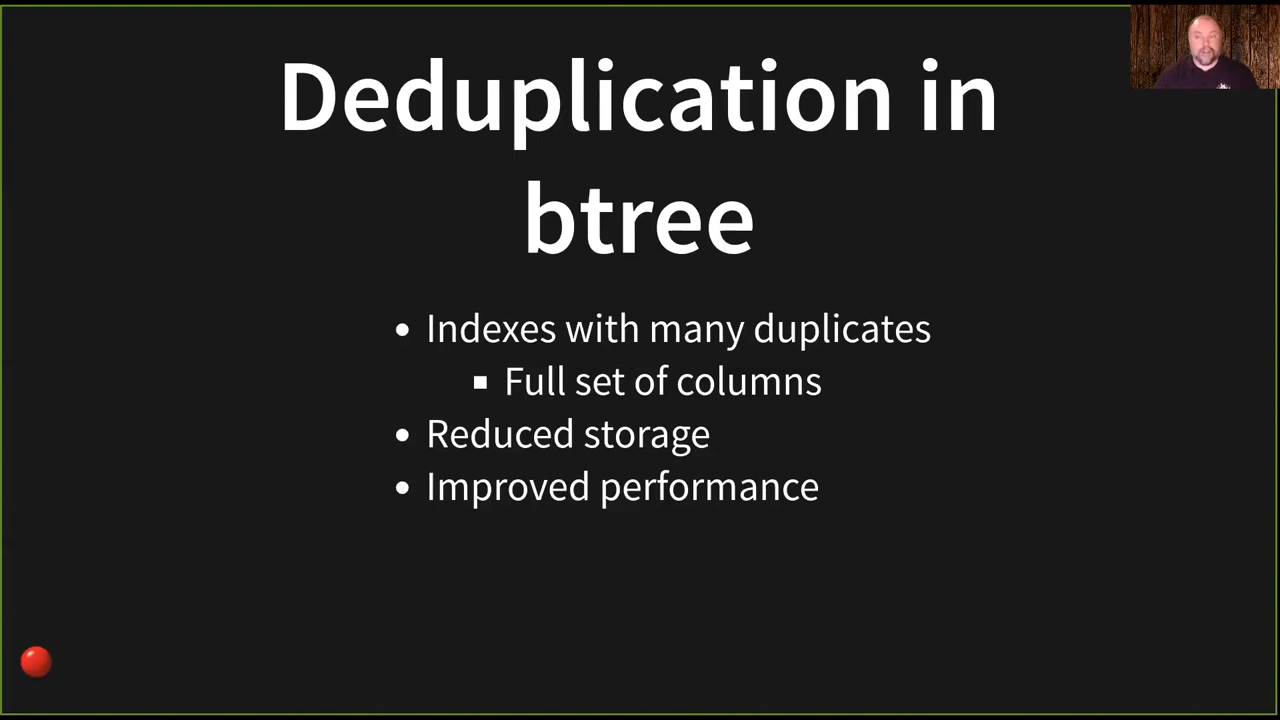 Deduplication in
btree
• Indexes with many duplicates
▪ Full set of columns
• Reduced storage
• Improved performance